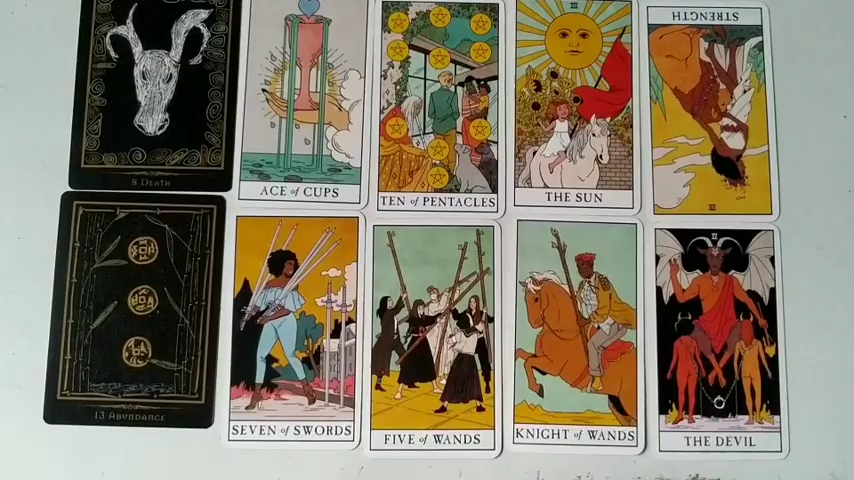 8 DEATH
ACE of CUPS
TEN of PENTACLES
THE SUN
STRENGTH
13 ABUNDANCE
SEVEN of SWORDS
FIVE of WANDS
KNIGHT of WANDS
THE DEVIL